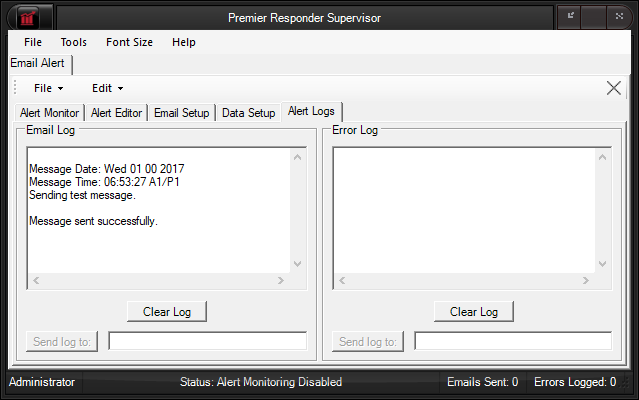 Premier Responder Supervisor
File Tools Font Size Help
Email Alert
File Edit
Alert Monitor Alert Editor Email Setup Data Setup Alert Logs
Email Log
Message Date: Wed 01 00 2017
Message Time: 06:53:27 A1/P1
Sending test message.
Message sent successfully.
Clear Log
Send log to:
Error Log
Clear Log
Send log to:
Administrator Status: Alert Monitoring Disabled Emails Sent: 0 Errors Logged: 0